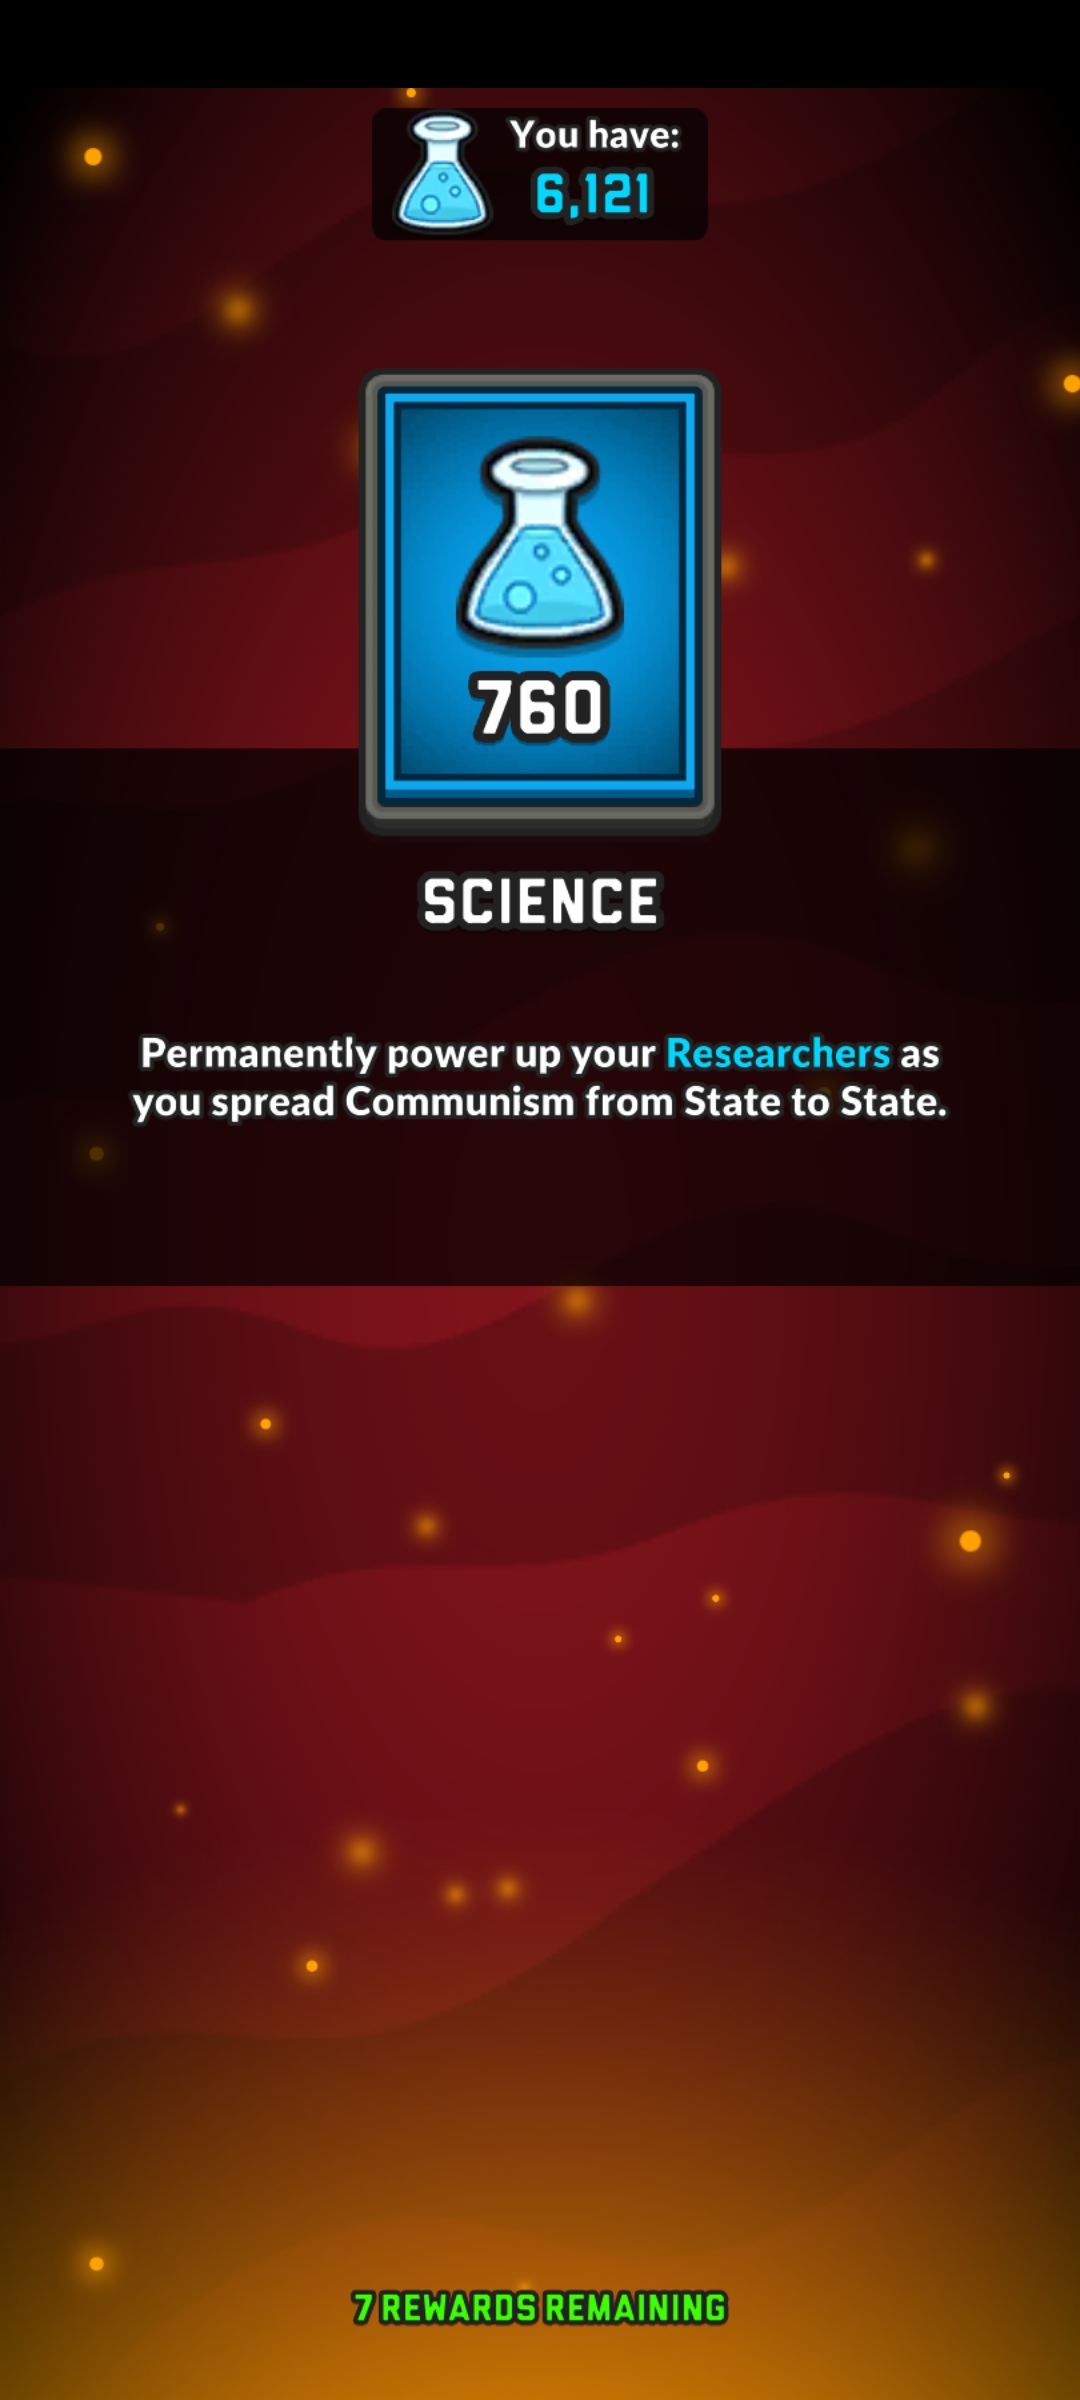 You have:
6,121
760
SCIENCE
Permanently power up your Researchers as
you spread Communism from State to State.
7 REWARDS REMAINING